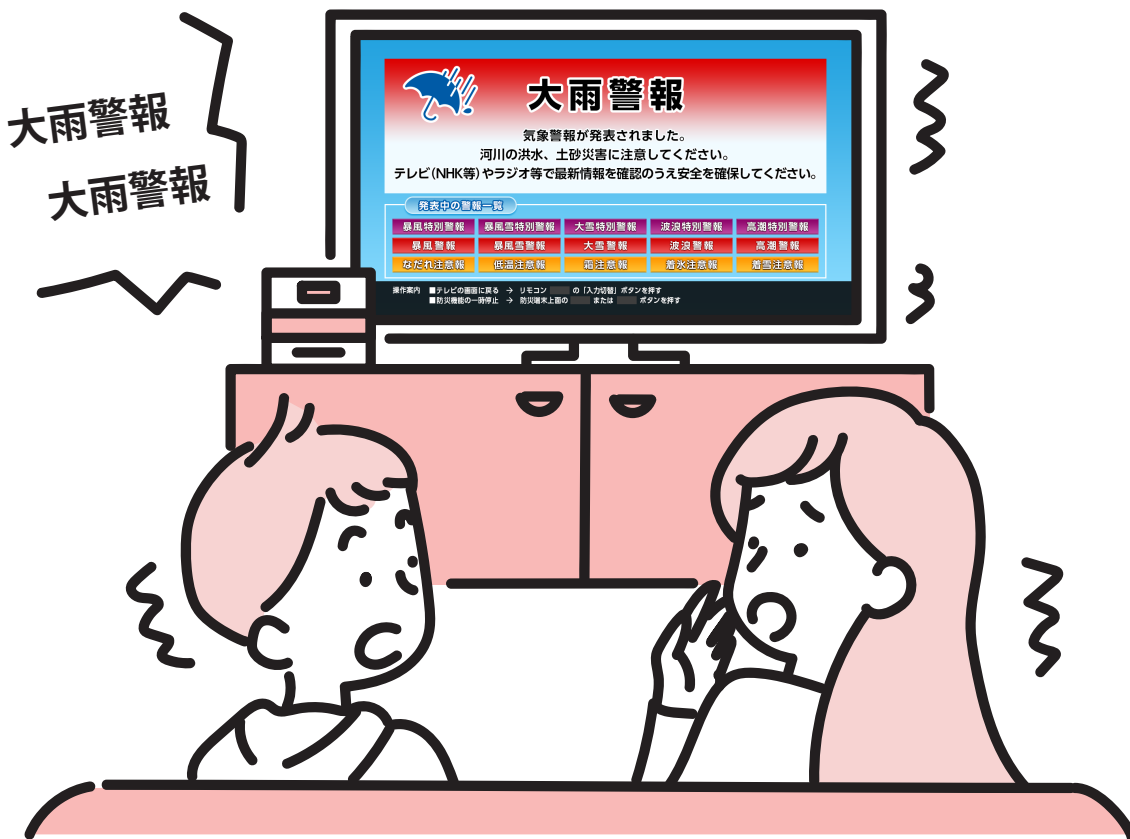 大雨警報
大雨警報
大雨警報
気象警報が発表されました。
河川の洪水、土砂災害に注意してください。
テレビ(NHK等)やラジオ等で最新情報を確認のうえ安全を確保してください。
発表中の警報一覧
暴風特別警報 暴風雪特別警報 大雪特別警報 波浪特別警報 高潮特別警報
暴風警報 暴風雪警報 大雪警報 波浪警報 高潮警報
なだれ注意報 低温注意報 霜注意報 着氷注意報 着雪注意報
操作案内 ■テレビの画面に戻る → リモコン の「入力切替」ボタンを押す
■防災機能の一時停止 → 防災端末上面の または ボタンを押す